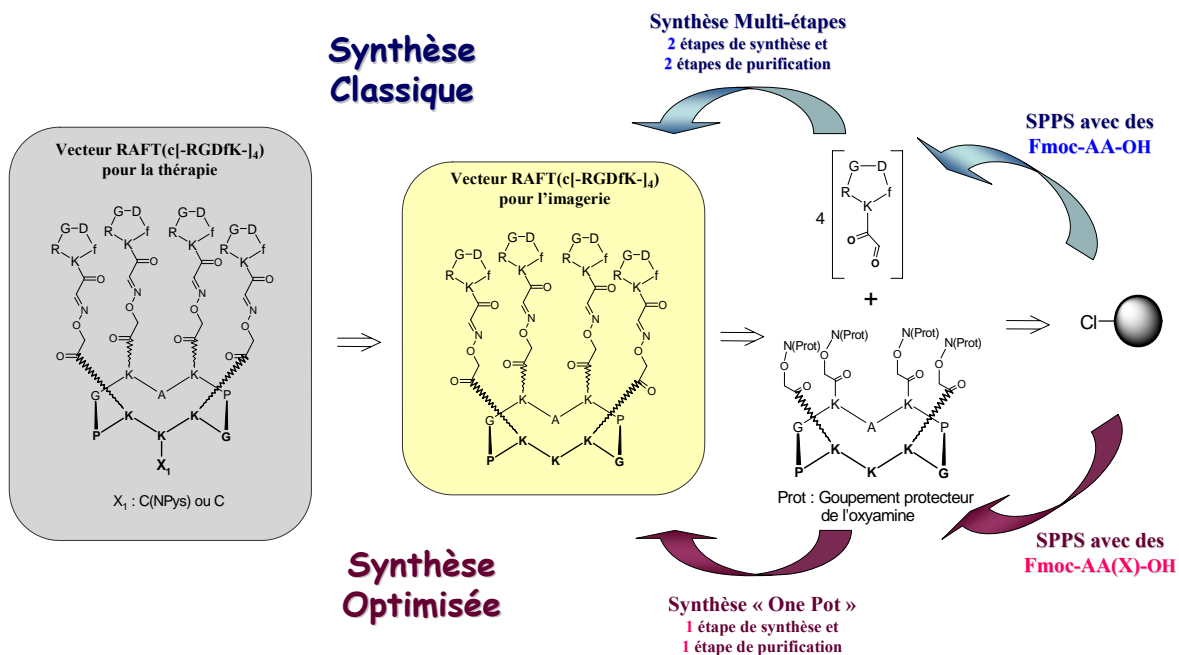 Synthèse
Classique
Synthèse Multi-étapes
2 étapes de synthèse et
2 étapes de purification
SPPS avec des
Fmoc-AA-OH
Vecteur RAFT(c[-RGDfK-]₄)
pour la thérapie
G D G D G D G D
R K f R K f R K f R K f
O O O O
N N N N
O O O O
O O O O
K K
G A P
P K K G
K
X₁
X₁ : C(NPys) ou C
Vecteur RAFT(c[-RGDfK-]₄)
pour l'imagerie
G D G D G D G D
R K f R K f R K f R K f
O O O O
N N N N
O O O O
O O O O
K K
G A P
P K K K G
4
G D
R f
K
O O
+
N(Prot) N(Prot) N(Prot) N(Prot)
O O O O
O O O O
K K
G A P
K K
P K G
Prot : Goupement protecteur
de l'oxyamine
Cl
Synthèse
Optimisée
Synthèse « One Pot »
1 étape de synthèse et
1 étape de purification
SPPS avec des
Fmoc-AA(X)-OH